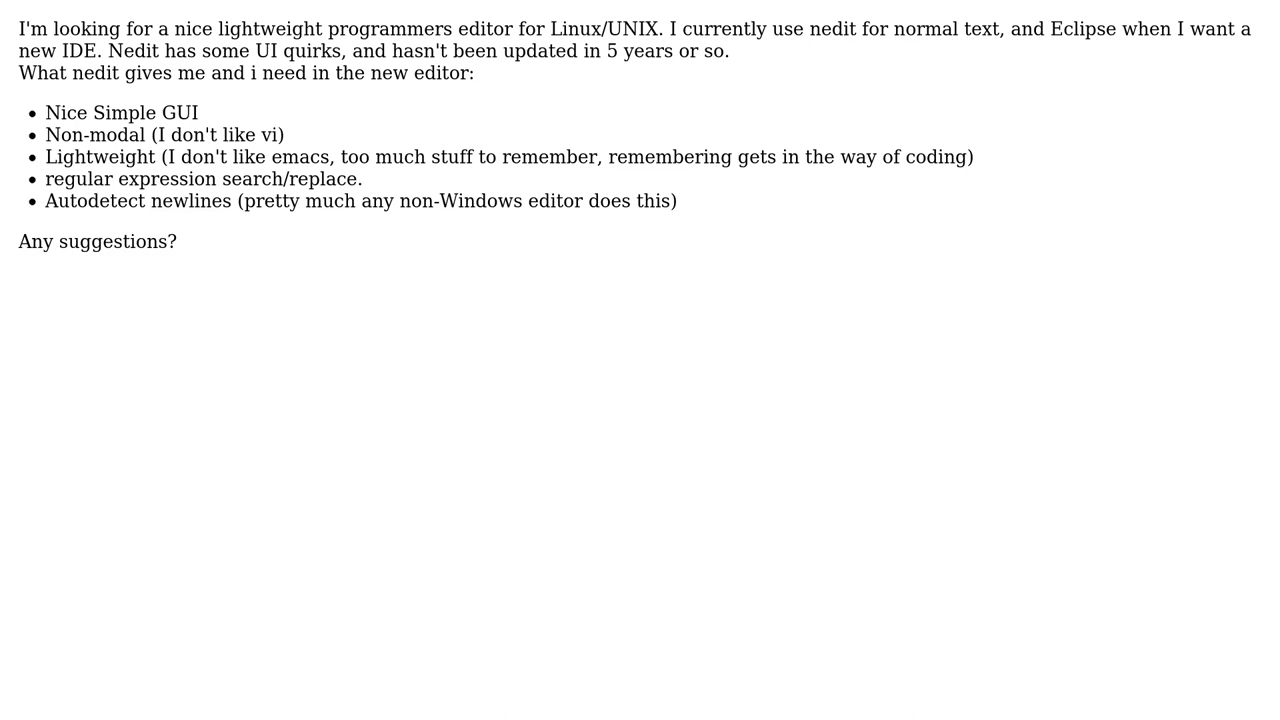 I'm looking for a nice lightweight programmers editor for Linux/UNIX. I currently use nedit for normal text, and Eclipse when I want a
new IDE. Nedit has some UI quirks, and hasn't been updated in 5 years or so.
What nedit gives me and i need in the new editor:
• Nice Simple GUI
• Non-modal (I don't like vi)
• Lightweight (I don't like emacs, too much stuff to remember, remembering gets in the way of coding)
• regular expression search/replace.
• Autodetect newlines (pretty much any non-Windows editor does this)
Any suggestions?